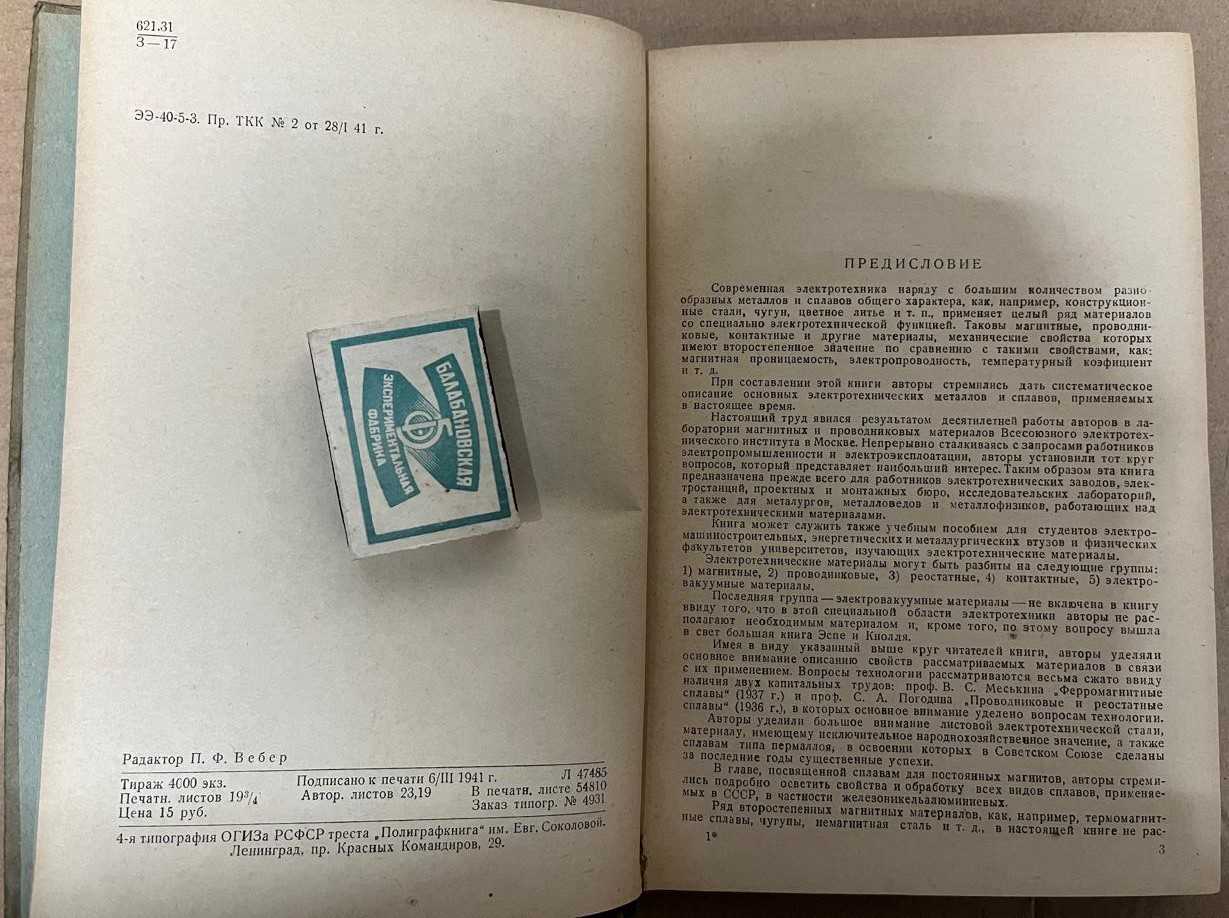 621.31
З—17
ЭЭ-40-5-3. Пр. ТКК № 2 от 28/I 41 г.
БАЛАБАНОВСКАЯ
ЭКСПЕРИМЕНТАЛЬНАЯ
ФАБРИКА
Радактор П. Ф. Вебер
Тираж 4000 экз. Подписано к печати 6/III 1941 г. Л 47485
Печатн. листов 19³/₄ Автор. листов 23,19 В печатн. листе 54810
Цена 15 руб. Заказ типогр. № 4931
4-я типография ОГИЗа РСФСР треста „Полиграфкнига“ им. Евг. Соколовой.
Ленинград, пр. Красных Командиров, 29.
ПРЕДИСЛОВИЕ
Современная электротехника наряду с большим количеством разно
образных металлов и сплавов общего характера, как, например, конструкцион-
ные стали, чугун, цветное литье и т. п., применяет целый ряд материалов
со специально электротехнической функцией. Таковы магнитные, проводни-
ковые, контактные и другие материалы, механические свойства которых
имеют второстепенное значение по сравнению с такими свойствами, как:
магнитная проницаемость, электропроводность, температурный коэфициент
и т. д.
При составлении этой книги авторы стремились дать систематическое
описание основных электротехнических металлов и сплавов, применяемых
в настоящее время.
Настоящий труд явился результатом десятилетней работы авторов в ла-
боратории магнитных и проводниковых материалов Всесоюзного электротех-
нического института в Москве. Непрерывно сталкиваясь с запросами работников
электропромышленности и электроэксплоатации, авторы установили тот круг
вопросов, который представляет наибольший интерес. Таким образом эта книга
предназначена прежде всего для работников электротехнических заводов, элек-
тростанций, проектных и монтажных бюро, исследовательских лабораторий,
а также для металургов, металловедов и металлофизиков, работающих над
электротехническими материалами.
Книга может служить также учебным пособием для студентов электро-
машиностроительных, энергетических и металлургических втузов и физических
факультетов университетов, изучающих электротехнические материалы.
Электротехнические материалы могут быть разбиты на следующие группы:
1) магнитные, 2) проводниковые, 3) реостатные, 4) контактные, 5) электро-
вакуумные материалы.
Последняя группа — электровакуумные материалы — не включена в книгу
ввиду того, что в этой специальной области электротехники авторы не рас-
полагают необходимым материалом и, кроме того, по этому вопросу вышла
в свет большая книга Эспе и Кнолля.
Имея в виду указанный выше круг читателей книги, авторы уделяли
основное внимание описанию свойств рассматриваемых материалов в связи
с их применением. Вопросы технологии рассматриваются весьма сжато ввиду
наличия двух капитальных трудов: проф. В. С. Меськина „Ферромагнитные
сплавы“ (1937 г.) и проф. С. А. Погодина „Проводниковые и реостатные
сплавы“ (1936 г.), в которых основное внимание уделено вопросам технологии.
Авторы уделили большое внимание листовой электротехнической стали,
материалу, имеющему исключительное народнохозяйственное значение, а также
сплавам типа пермаллоя, в освоении которых в Советском Союзе сделаны
за последние годы существенные успехи.
В главе, посвященной сплавам для постоянных магнитов, авторы стреми-
лись подробно осветить свойства и обработку всех видов сплавов, применяе-
мых в СССР, в частности железоникельалюминиевых.
Ряд второстепенных магнитных материалов, как, например, термомагнит-
ные сплавы, чугуны, немагнитная сталь и т. д., в настоящей книге не рас-
1*
3